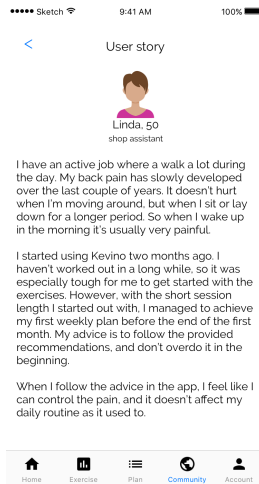 Sketch 9:41 AM 100%
<
User story
Linda, 50
shop assistant
I have an active job where a walk a lot during
the day. My back pain has slowly developed
over the last couple of years. It doesn't hurt
when I'm moving around, but when I sit or lay
down for a longer period. So when I wake up
in the morning it's usually very painful.
I started using Kevino two months ago. I
haven't worked out in a long while, so it was
especially tough for me to get started with the
exercises. However, with the short session
length I started out with, I managed to achieve
my first weekly plan before the end of the first
month. My advice is to follow the provided
recommendations, and don't overdo it in the
beginning.
When I follow the advice in the app, I feel like I
can control the pain, and it doesn't affect my
daily routine as it used to.
Home Exercise Plan Community Account